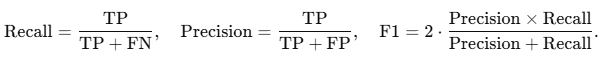 Recall = TP / (TP + FN), Precision = TP / (TP + FP), F1 = 2 · (Precision × Recall) / (Precision + Recall).